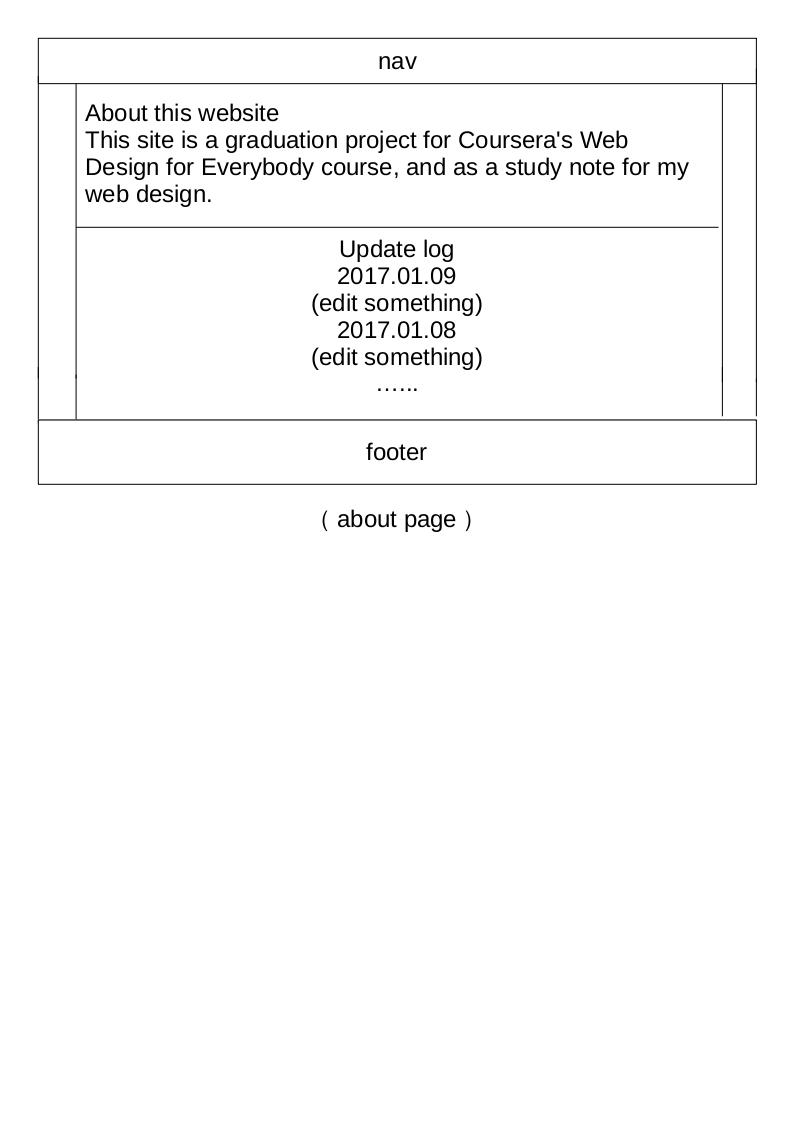 nav
About this website
This site is a graduation project for Coursera's Web
Design for Everybody course, and as a study note for my
web design.
Update log
2017.01.09
(edit something)
2017.01.08
(edit something)
…...
footer
（ about page ）